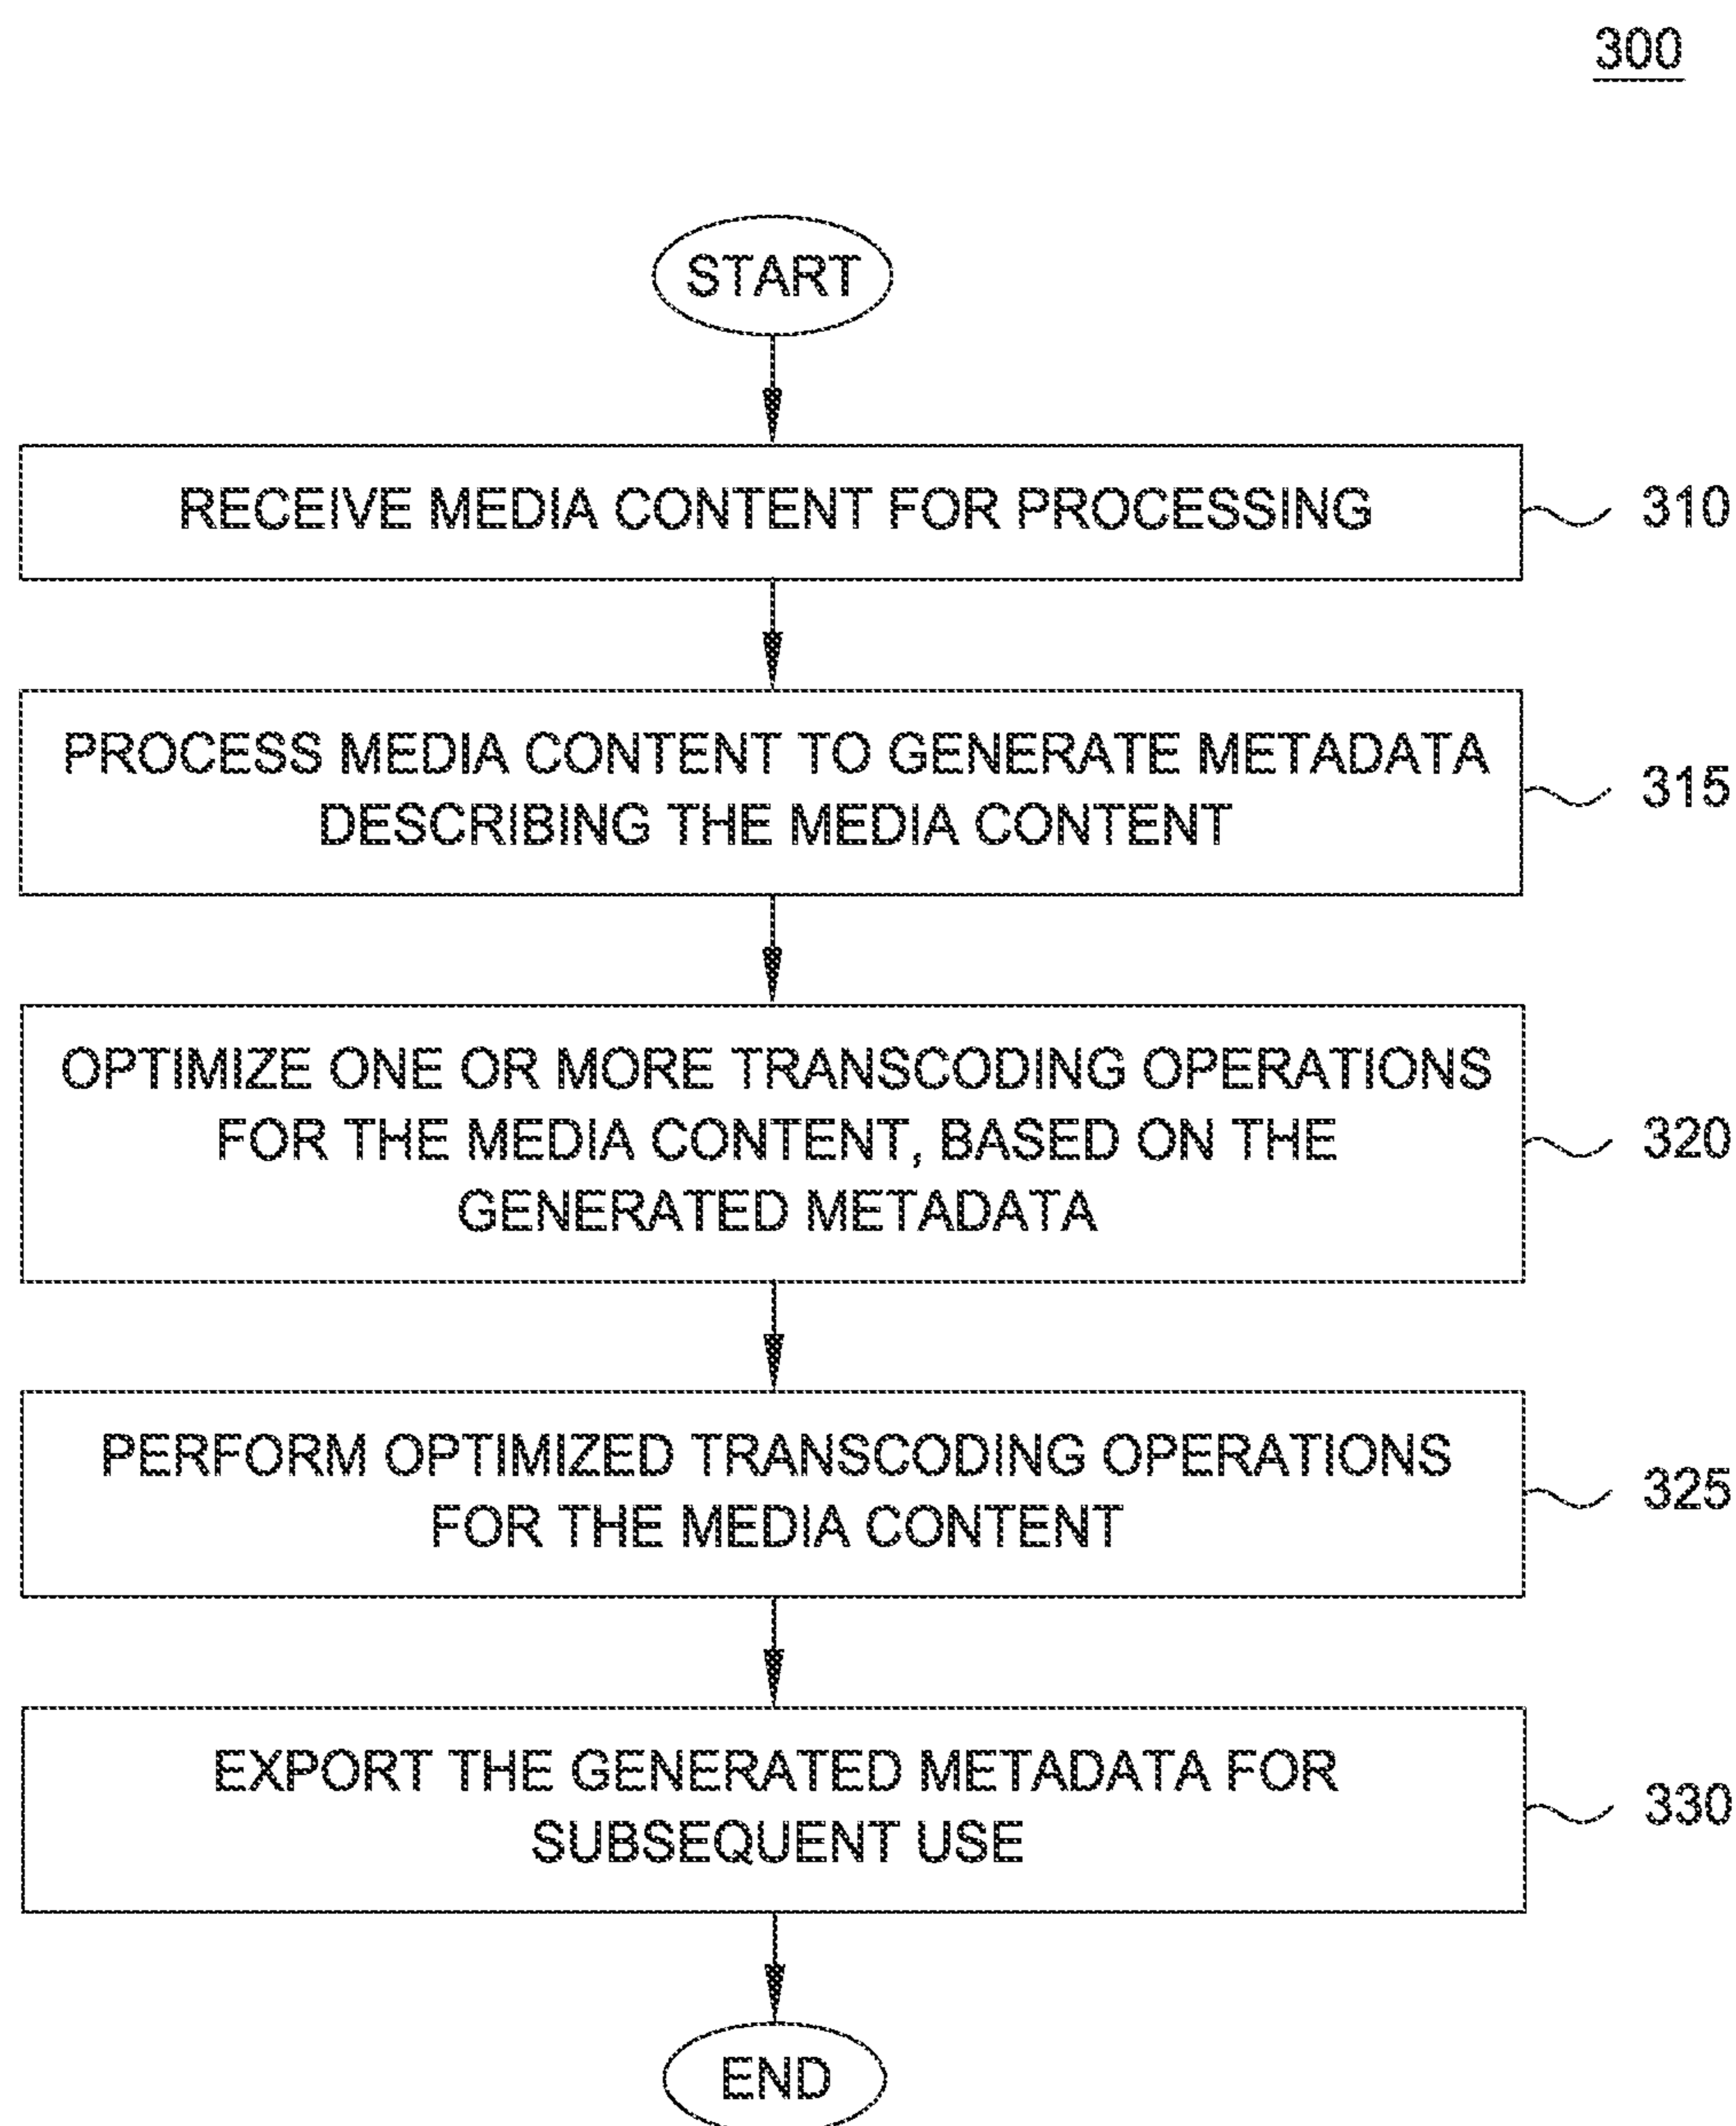 300
START
RECEIVE MEDIA CONTENT FOR PROCESSING
310
PROCESS MEDIA CONTENT TO GENERATE METADATA
DESCRIBING THE MEDIA CONTENT
315
OPTIMIZE ONE OR MORE TRANSCODING OPERATIONS
FOR THE MEDIA CONTENT, BASED ON THE
GENERATED METADATA
320
PERFORM OPTIMIZED TRANSCODING OPERATIONS
FOR THE MEDIA CONTENT
325
EXPORT THE GENERATED METADATA FOR
SUBSEQUENT USE
330
END